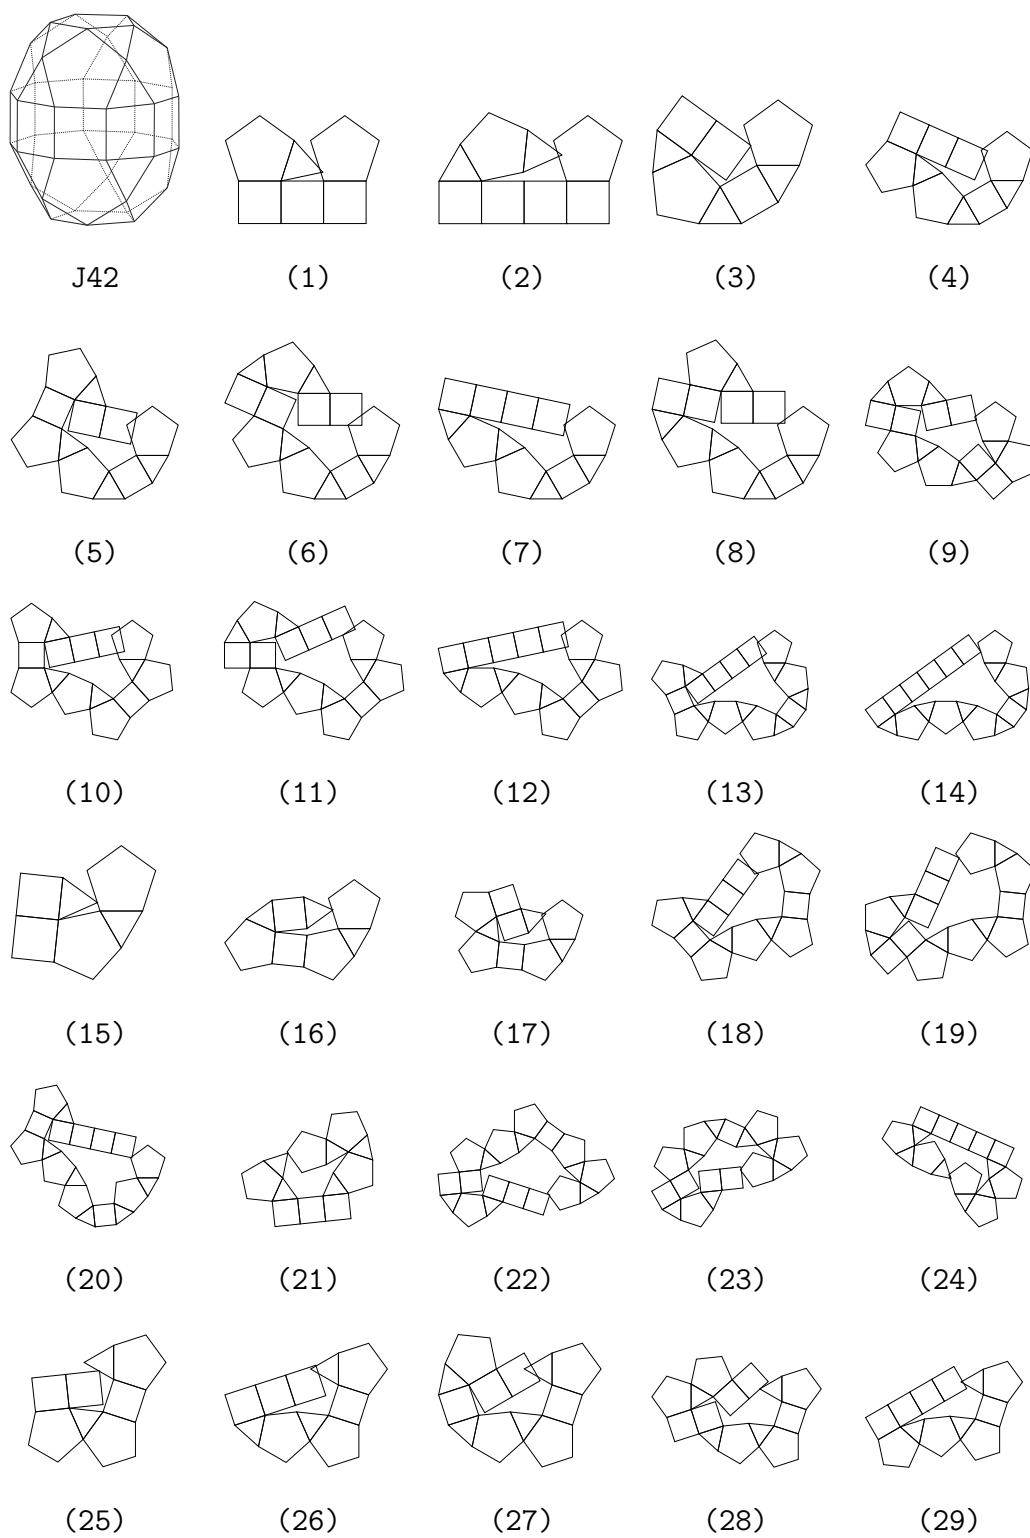 J42 (1) (2) (3) (4)
(5) (6) (7) (8) (9)
(10) (11) (12) (13) (14)
(15) (16) (17) (18) (19)
(20) (21) (22) (23) (24)
(25) (26) (27) (28) (29)